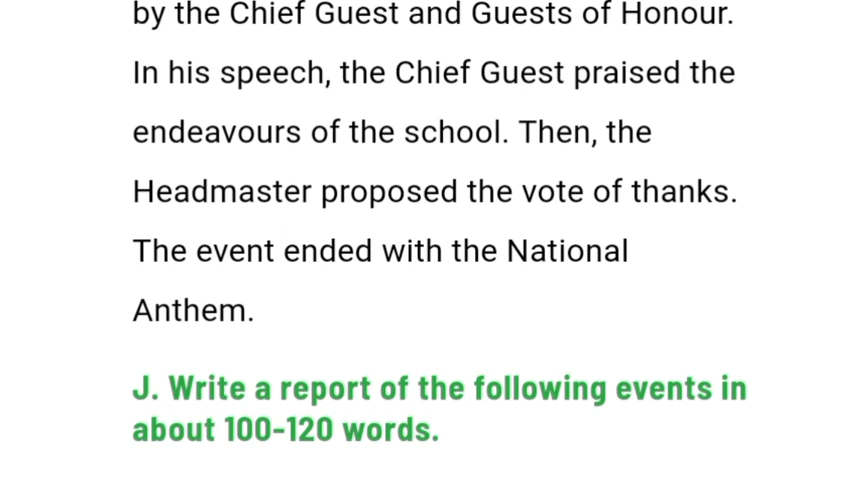 by the Chief Guest and Guests of Honour.
In his speech, the Chief Guest praised the
endeavours of the school. Then, the
Headmaster proposed the vote of thanks.
The event ended with the National
Anthem.
J. Write a report of the following events in
about 100-120 words.